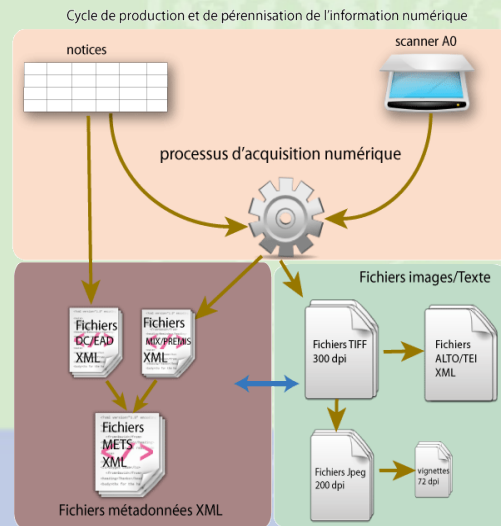 Cycle de production et de pérennisation de l'information numérique
notices
scanner A0
processus d'acquisition numérique
Fichiers images/Texte
Fichiers
DC/EAD
XML
Fichiers
MIX/PREMIS
XML
Fichiers TIFF
300 dpi
Fichiers
ALTO/TEI
XML
Fichiers
METS
XML
Fichiers Jpeg
200 dpi
vignettes
72 dpi
Fichiers métadonnées XML